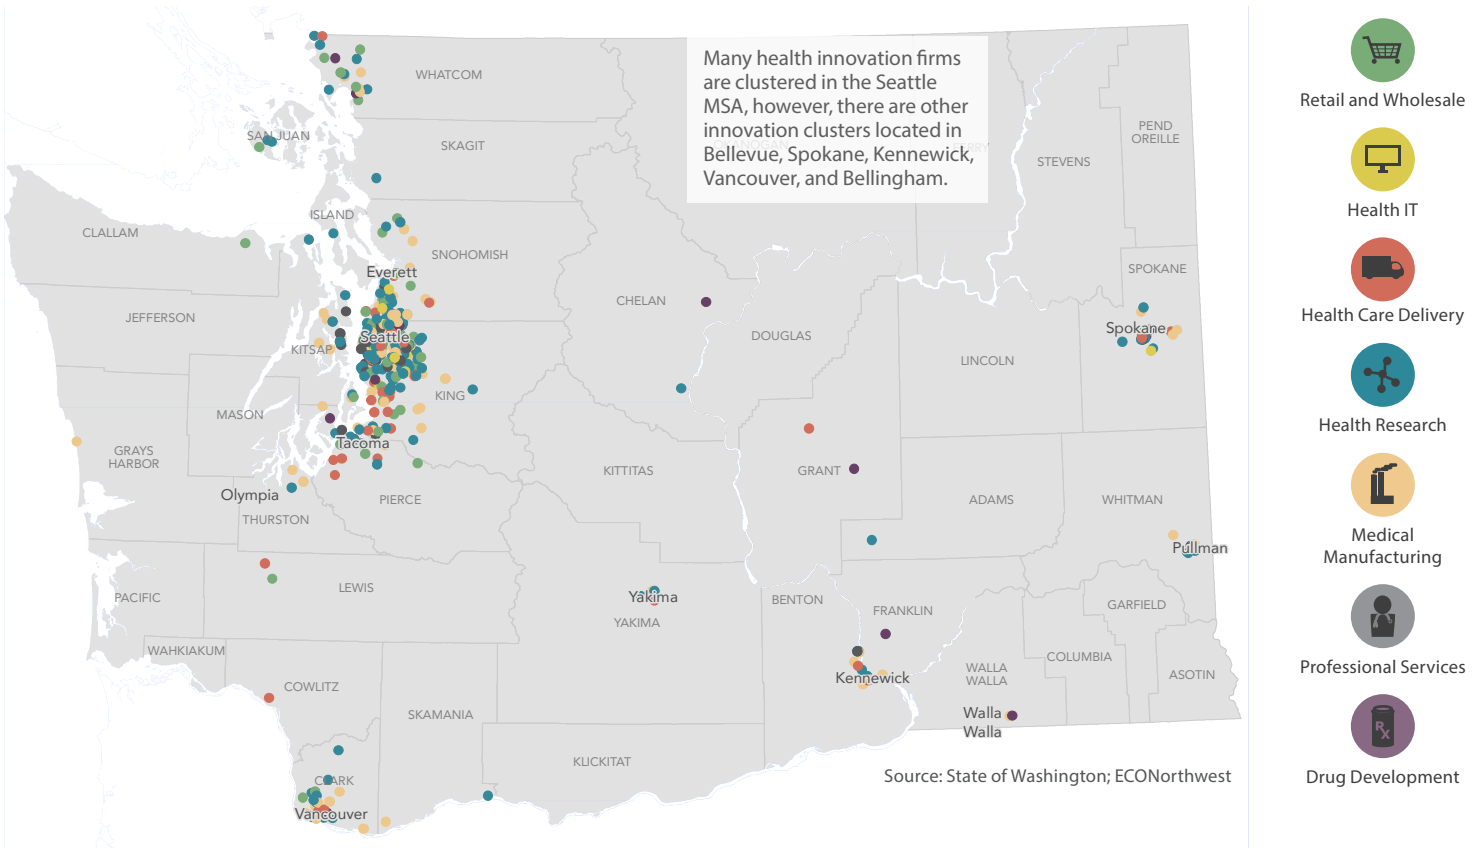 Many health innovation firms
are clustered in the Seattle
MSA, however, there are other
innovation clusters located in
Bellevue, Spokane, Kennewick,
Vancouver, and Bellingham.
WHATCOM
SAN JUAN
SKAGIT
OKANOGAN
FERRY
STEVENS
PEND
OREILLE
ISLAND
CLALLAM
SNOHOMISH
Everett
SPOKANE
CHELAN
JEFFERSON
DOUGLAS
Spokane
Seattle
KITSAP
LINCOLN
KING
MASON
Tacoma
GRAYS
HARBOR
KITTITAS
GRANT
Olympia
PIERCE
ADAMS
WHITMAN
THURSTON
Pullman
LEWIS
PACIFIC
Yakima
YAKIMA
BENTON
FRANKLIN
GARFIELD
WAHKIAKUM
COLUMBIA
WALLA
WALLA
ASOTIN
Kennewick
COWLITZ
SKAMANIA
Walla
Walla
KLICKITAT
CLARK
Vancouver
Source: State of Washington; ECONorthwest
Retail and Wholesale
Health IT
Health Care Delivery
Health Research
Medical
Manufacturing
Professional Services
RX
Drug Development